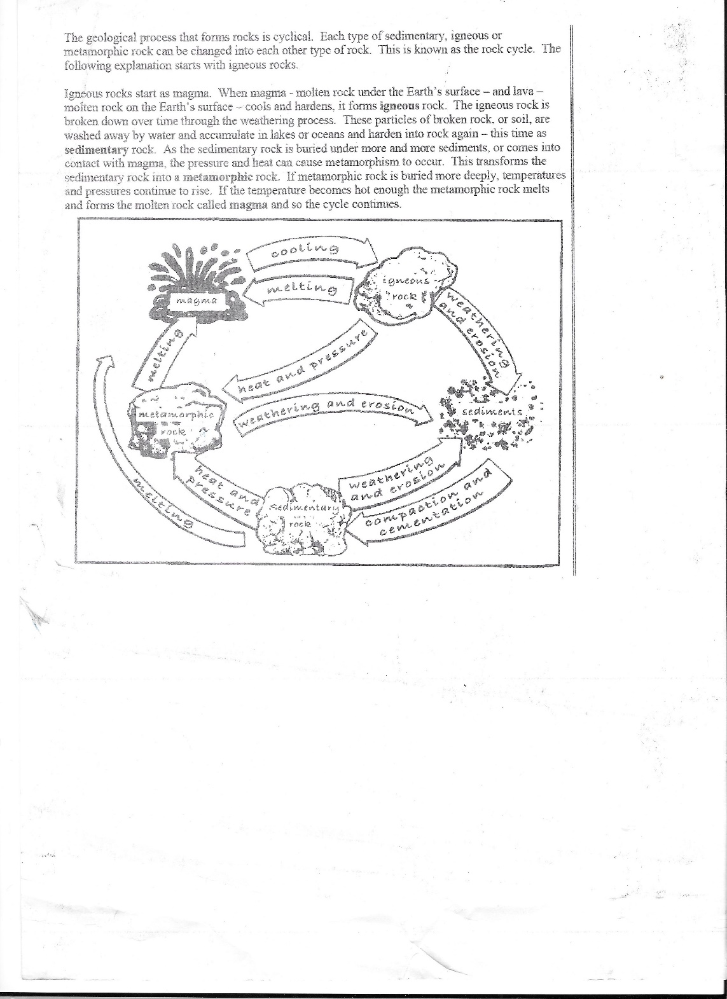 The geological process that forms rocks is cyclical. Each type of sedimentary, igneous or
metamorphic rock can be changed into each other type of rock. This is known as the rock cycle. The
following explanation starts with igneous rocks.
Igneous rocks start as magma. When magma - molten rock under the Earth's surface – and lava –
molten rock on the Earth's surface – cools and hardens, it forms igneous rock. The igneous rock is
broken down over time through the weathering process. These particles of broken rock, or soil, are
washed away by water and accumulate in lakes or oceans and harden into rock again – this time as
sedimentary rock. As the sedimentary rock is buried under more and more sediments, or comes into
contact with magma, the pressure and heat can cause metamorphism to occur. This transforms the
sedimentary rock into a metamorphic rock. If metamorphic rock is buried more deeply, temperatures
and pressures continue to rise. If the temperature becomes hot enough the metamorphic rock melts
and forms the molten rock called magma and so the cycle continues.
cooling
melting
magma
igneous
rock
weathering
and erosion
melting
heat and pressure
weathering and erosion
metamorphic
rock
sediments
heat and
pressure
weathering
and erosion
melting
sedimentary
rock
compaction and
cementation